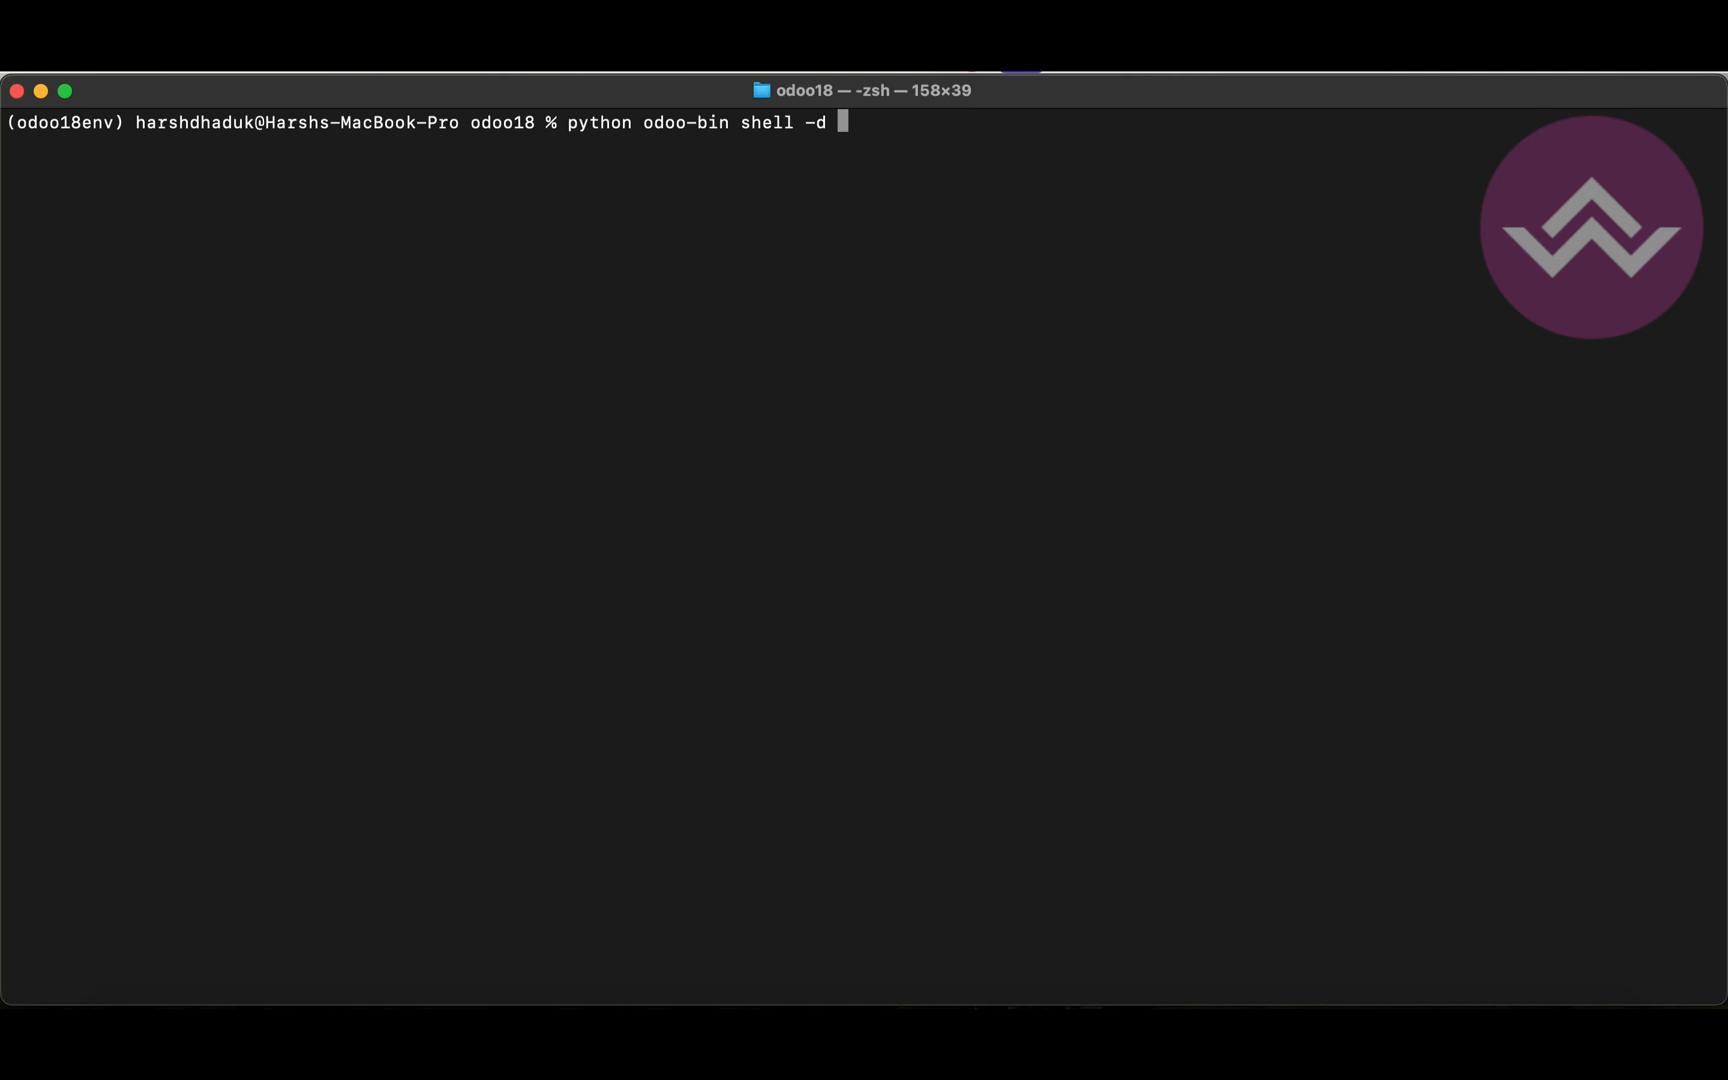 odoo18 — -zsh — 158×39
(odoo18env) harshdhaduk@Harshs-MacBook-Pro odoo18 % python odoo-bin shell -d